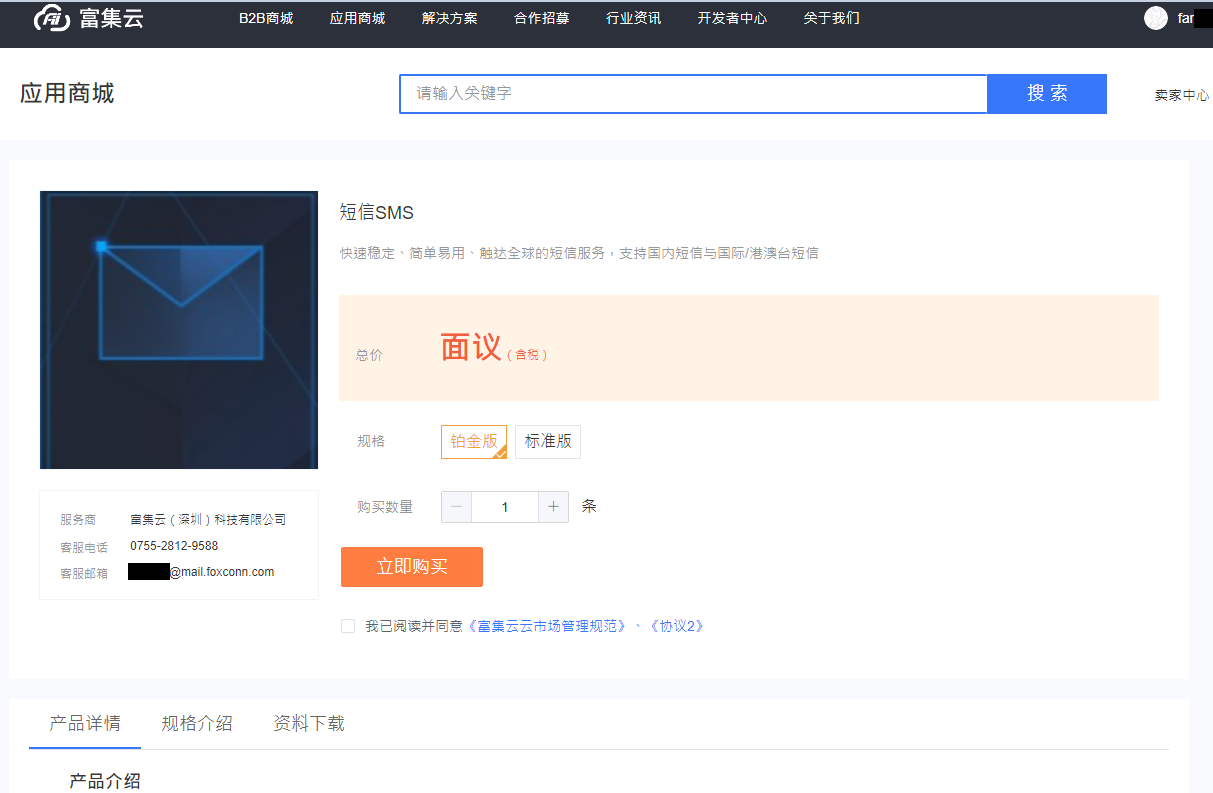 富集云 B2B商城 应用商城 解决方案 合作招募 行业资讯 开发者中心 关于我们 far
应用商城 请输入关键字 搜索 卖家中心
短信SMS
快速稳定、简单易用、触达全球的短信服务，支持国内短信与国际/港澳台短信
总价 面议（含税）
规格 铂金版 标准版
购买数量 － 1 ＋ 条
立即购买
我已阅读并同意《富集云云市场管理规范》、《协议2》
服务商 富集云（深圳）科技有限公司
客服电话 0755-2812-9588
客服邮箱 @mail.foxconn.com
产品详情 规格介绍 资料下载
产品介绍